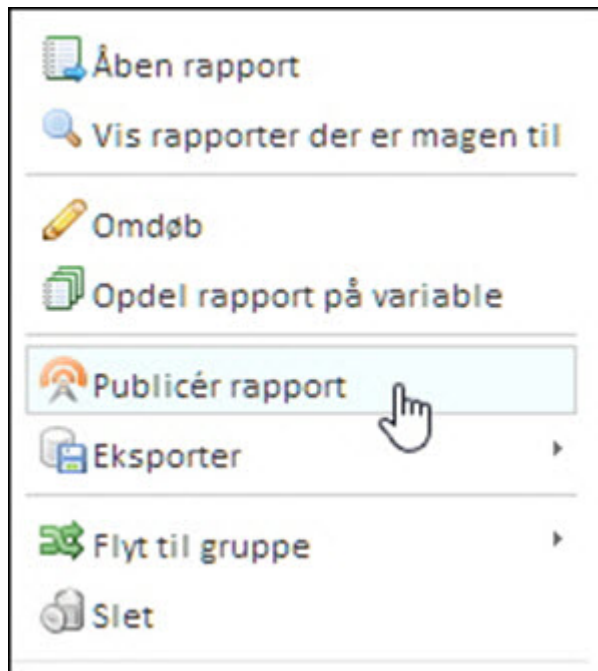 Åben rapport
Vis rapporter der er magen til
Omdøb
Opdel rapport på variable
Publicér rapport
Eksporter
Flyt til gruppe
Slet